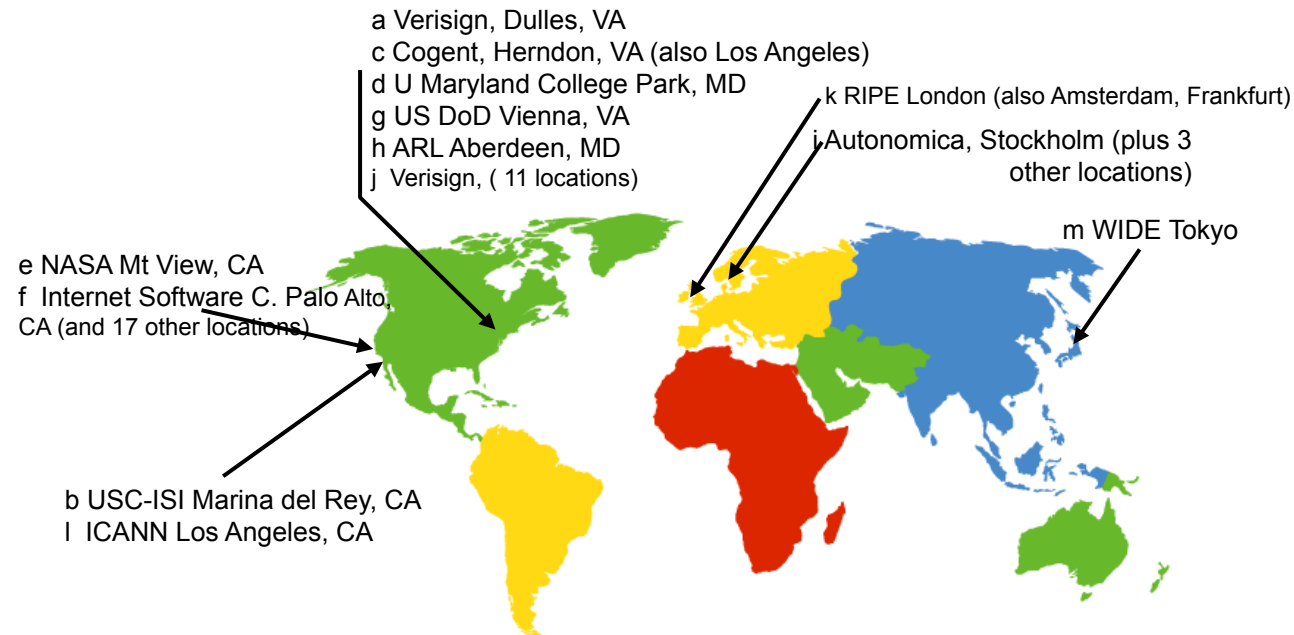 a Verisign, Dulles, VA
c Cogent, Herndon, VA (also Los Angeles)
d U Maryland College Park, MD
g US DoD Vienna, VA
h ARL Aberdeen, MD
j Verisign, ( 11 locations)
k RIPE London (also Amsterdam, Frankfurt)
i Autonomica, Stockholm (plus 3
other locations)
m WIDE Tokyo
e NASA Mt View, CA
f Internet Software C. Palo Alto,
CA (and 17 other locations)
b USC-ISI Marina del Rey, CA
l ICANN Los Angeles, CA